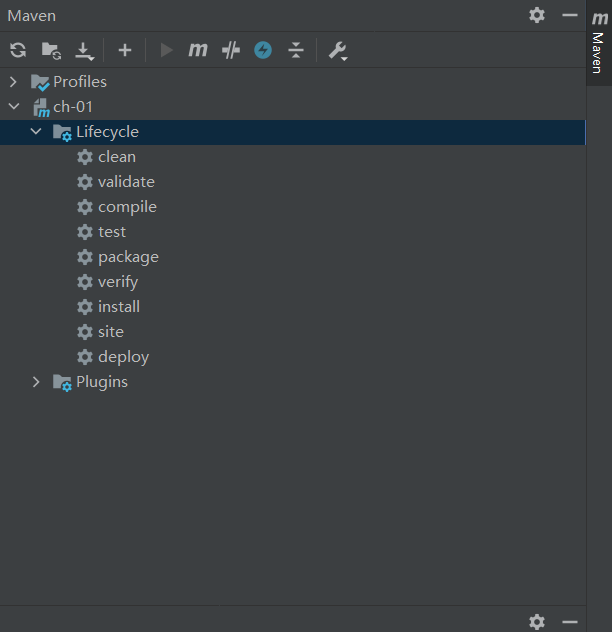 Maven
Profiles
ch-01
Lifecycle
clean
validate
compile
test
package
verify
install
site
deploy
Plugins
Maven